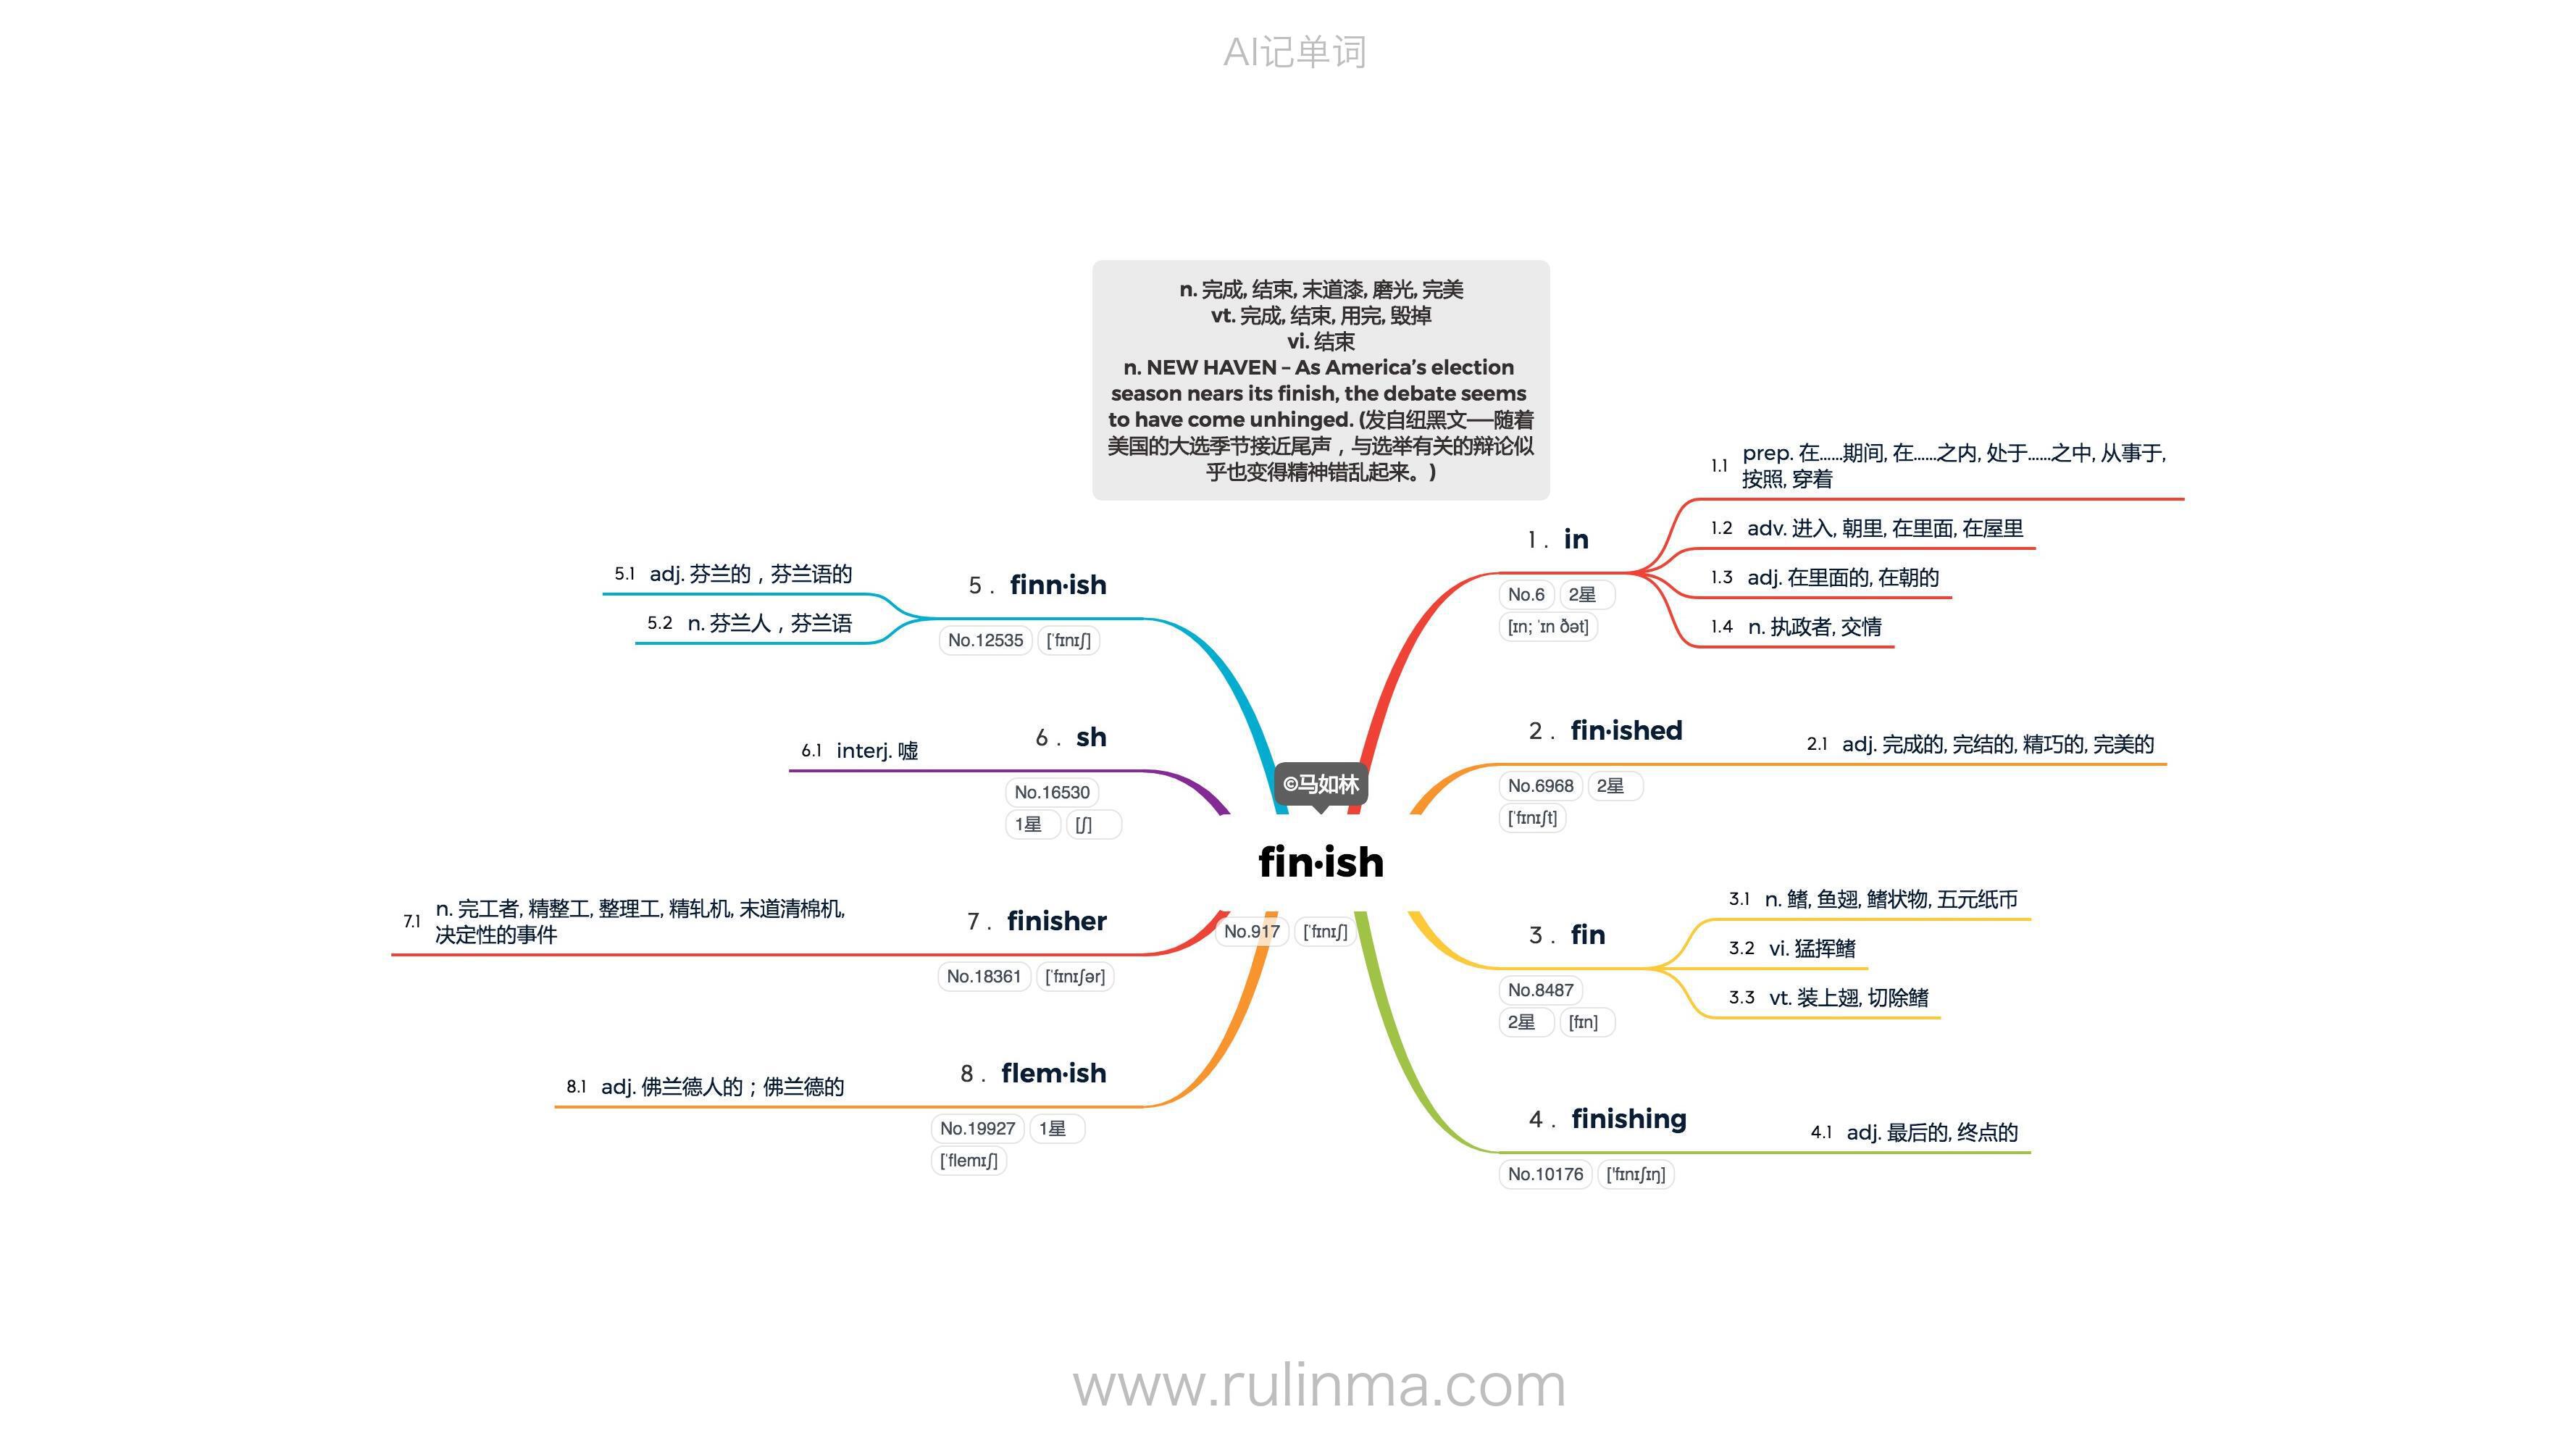 AI记单词
n. 完成, 结束, 末道漆, 磨光, 完美
vt. 完成, 结束, 用完, 毁掉
vi. 结束
n. NEW HAVEN – As America’s election
season nears its finish, the debate seems
to have come unhinged. (发自纽黑文——随着
美国的大选季节接近尾声，与选举有关的辩论似
乎也变得精神错乱起来。)
©马如林
fin·ish
No.917 [ˈfɪnɪʃ]
1 . in
No.6 2星
[ɪn; ˈɪn ðət]
1.1 prep. 在……期间, 在……之内, 处于……之中, 从事于,
按照, 穿着
1.2 adv. 进入, 朝里, 在里面, 在屋里
1.3 adj. 在里面的, 在朝的
1.4 n. 执政者, 交情
2 . fin·ished
No.6968 2星
[ˈfɪnɪʃt]
2.1 adj. 完成的, 完结的, 精巧的, 完美的
3 . fin
No.8487
2星 [fɪn]
3.1 n. 鳍, 鱼翅, 鳍状物, 五元纸币
3.2 vi. 猛挥鳍
3.3 vt. 装上翅, 切除鳍
4 . finishing
No.10176 ['fɪnɪʃɪŋ]
4.1 adj. 最后的, 终点的
5 . finn·ish
No.12535 [ˈfɪnɪʃ]
5.1 adj. 芬兰的，芬兰语的
5.2 n. 芬兰人，芬兰语
6 . sh
No.16530
1星 [ʃ]
6.1 interj. 嘘
7 . finisher
No.18361 [ˈfɪnɪʃər]
7.1 n. 完工者, 精整工, 整理工, 精轧机, 末道清棉机,
决定性的事件
8 . flem·ish
No.19927 1星
[ˈflemɪʃ]
8.1 adj. 佛兰德人的；佛兰德的
www.rulinma.com